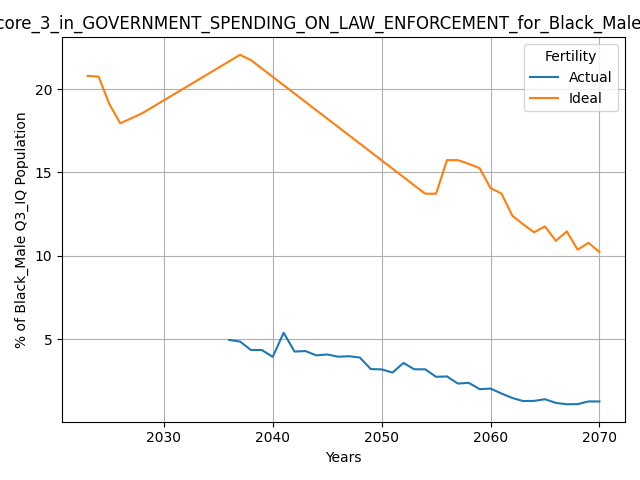 core_3_in_GOVERNMENT_SPENDING_ON_LAW_ENFORCEMENT_for_Black_Male
Fertility
Actual
Ideal
% of Black_Male Q3_IQ Population
20
15
10
5
2030 2040 2050 2060 2070
Years